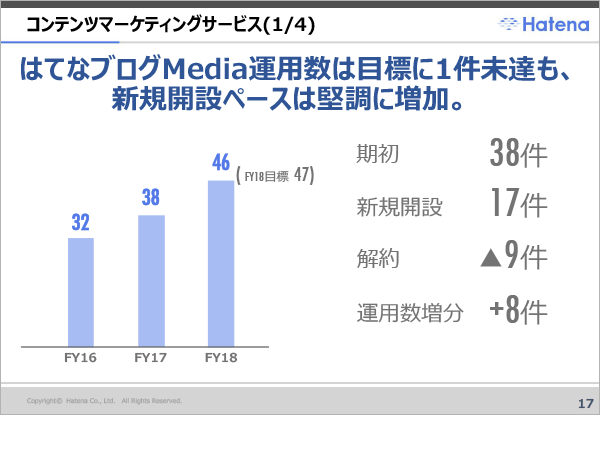 コンテンツマーケティングサービス(1/4)
Hatena
はてなブログMedia運用数は目標に1件未達も、
新規開設ペースは堅調に増加。
46
( FY18目標 47)
38
32
FY16 FY17 FY18
期初 38件
新規開設 17件
解約 ▲9件
運用数増分 +8件
Copyright© Hatena Co., Ltd. All Rights Reserved.
17